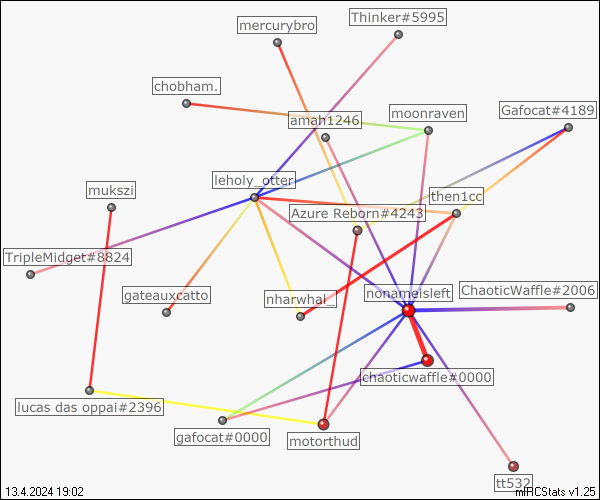 Thinker#5995
mercurybro
chobham.
moonraven
Gafocat#4189
amah1246
leholy_otter
mukszi
then1cc
Azure Reborn#4243
TripleMidget#8824
gateauxcatto
nharwhal_
nonameisleft
ChaoticWaffle#2006
chaoticwaffle#0000
lucas das oppai#2396
gafocat#0000
motorthud
tt532
13.4.2024 19:02
mIRCStats v1.25